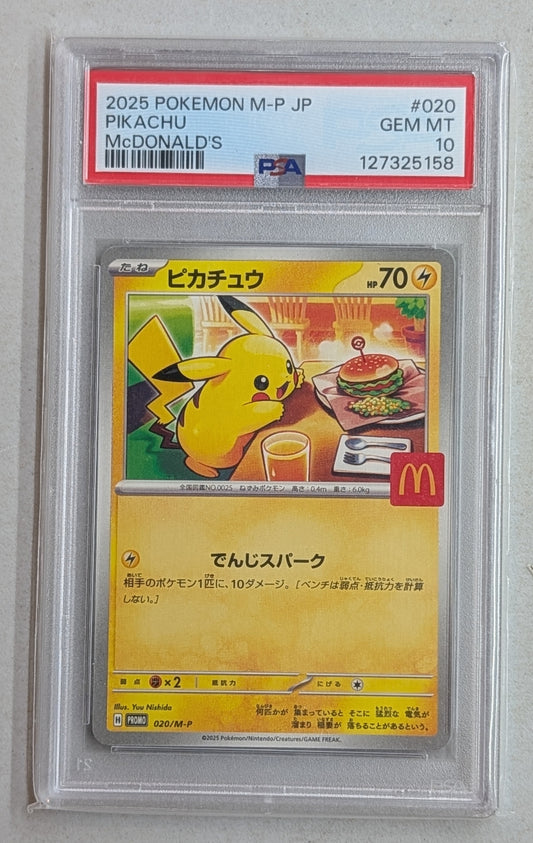 2025 POKEMON M-P JP #020
PIKACHU GEM MT
McDONALD'S 10
PSA 127325158
たね ピカチュウ HP70
全国図鑑NO.0025 ねずみポケモン 高さ：0.4m 重さ：6.0kg
でんじスパーク
相手のポケモン1匹に、10ダメージ。［ベンチは弱点・抵抗力を計算
しない。］
弱点 ×2 抵抗力 にげる
Illus. Yuu Nishida
何匹かが 集まっていると そこに 猛烈な 電気が
H PROMO 020/M-P 溜まり 稲妻が 落ちることがあるという。
©2025 Pokémon/Nintendo/Creatures/GAME FREAK.